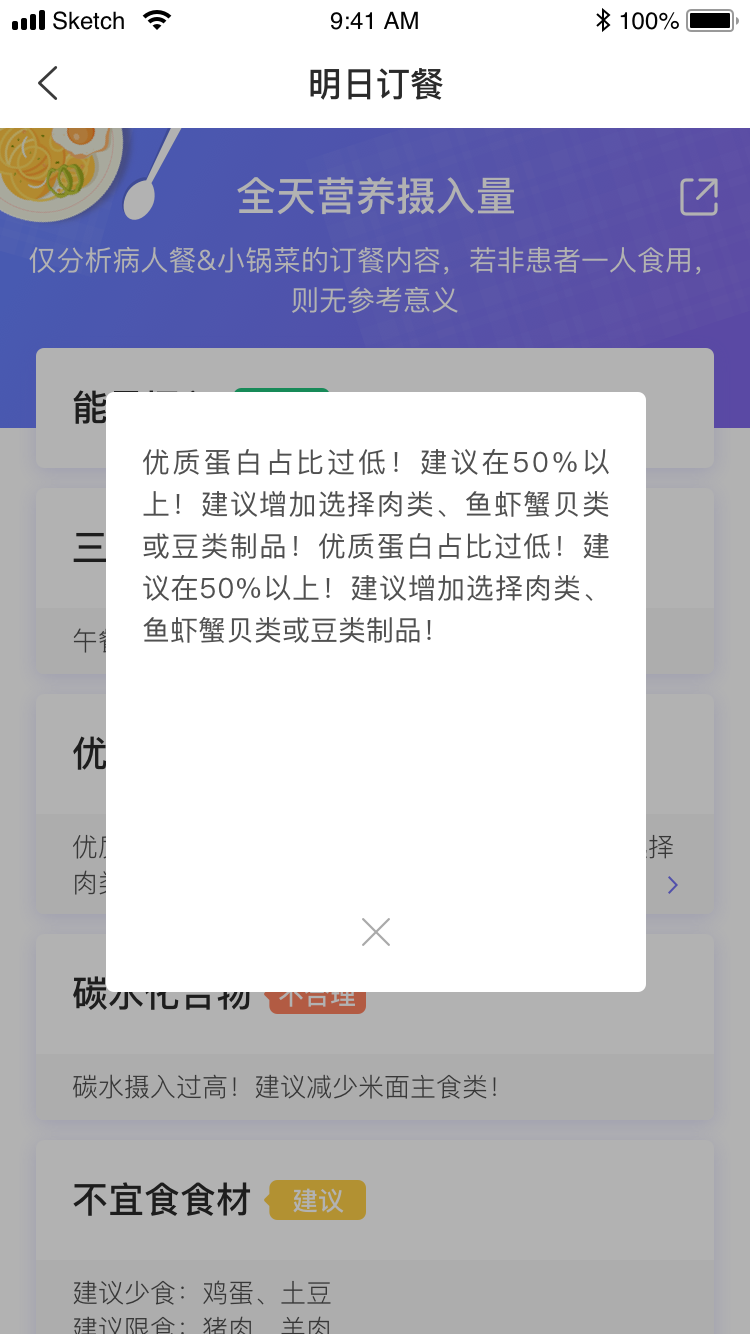 Sketch 9:41 AM 100%
明日订餐
全天营养摄入量
仅分析病人餐&小锅菜的订餐内容，若非患者一人食用，
则无参考意义
能
优质蛋白占比过低！建议在50%以
上！建议增加选择肉类、鱼虾蟹贝类
或豆类制品！优质蛋白占比过低！建
议在50%以上！建议增加选择肉类、
鱼虾蟹贝类或豆类制品！
三
午餐
优
优质 择
肉类
碳水化合物 不合理
碳水摄入过高！建议减少米面主食类！
不宜食食材 建议
建议少食：鸡蛋、土豆
建议限食：猪肉、羊肉